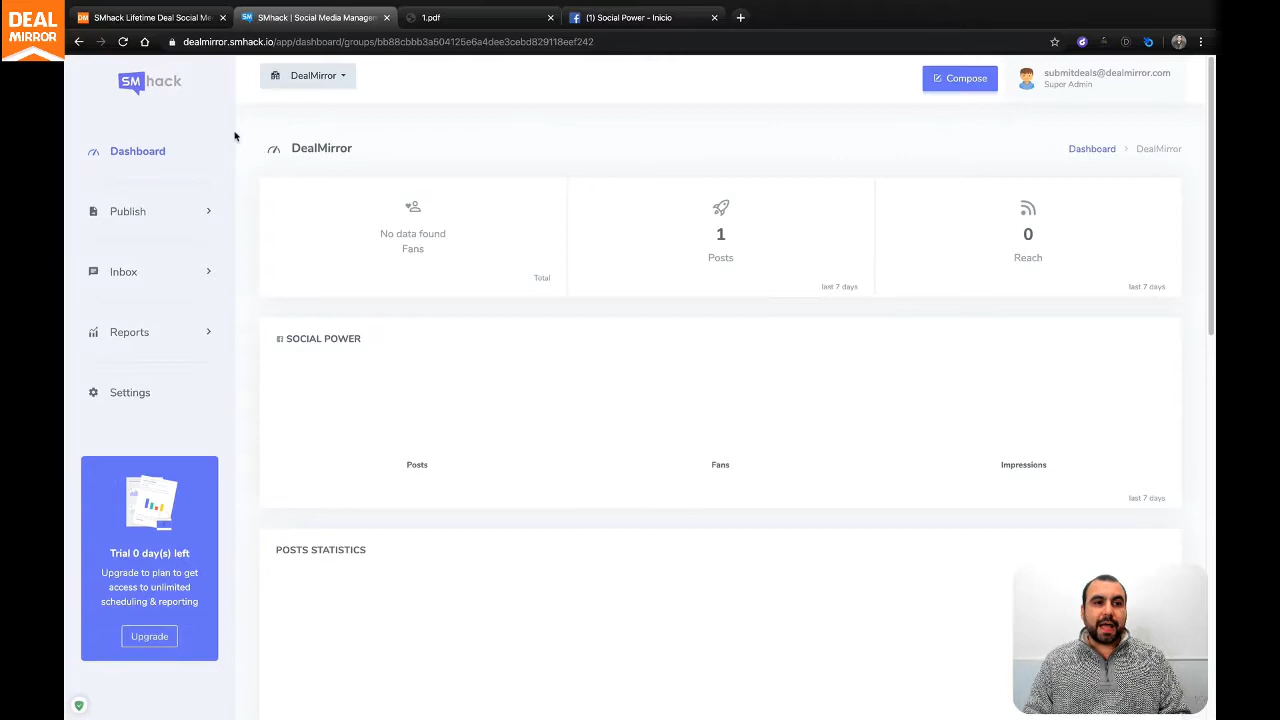 DEAL
MIRROR
SMhack Lifetime Deal Social Me
SMhack | Social Media Managem
1.pdf
(1) Social Power - Inicio
dealmirror.smhack.io/app/dashboard/groups/bb88cbbb3a504125e6a4dee3cebd829118eef242
SMhack
DealMirror
Compose
submitdeals@dealmirror.com
Super Admin
Dashboard
DealMirror
Dashboard > DealMirror
Publish
No data found
Fans
Total
1
Posts
last 7 days
0
Reach
last 7 days
Inbox
Reports
SOCIAL POWER
Settings
Posts
Fans
Impressions
last 7 days
POSTS STATISTICS
Trial 0 day(s) left
Upgrade to plan to get
access to unlimited
scheduling & reporting
Upgrade